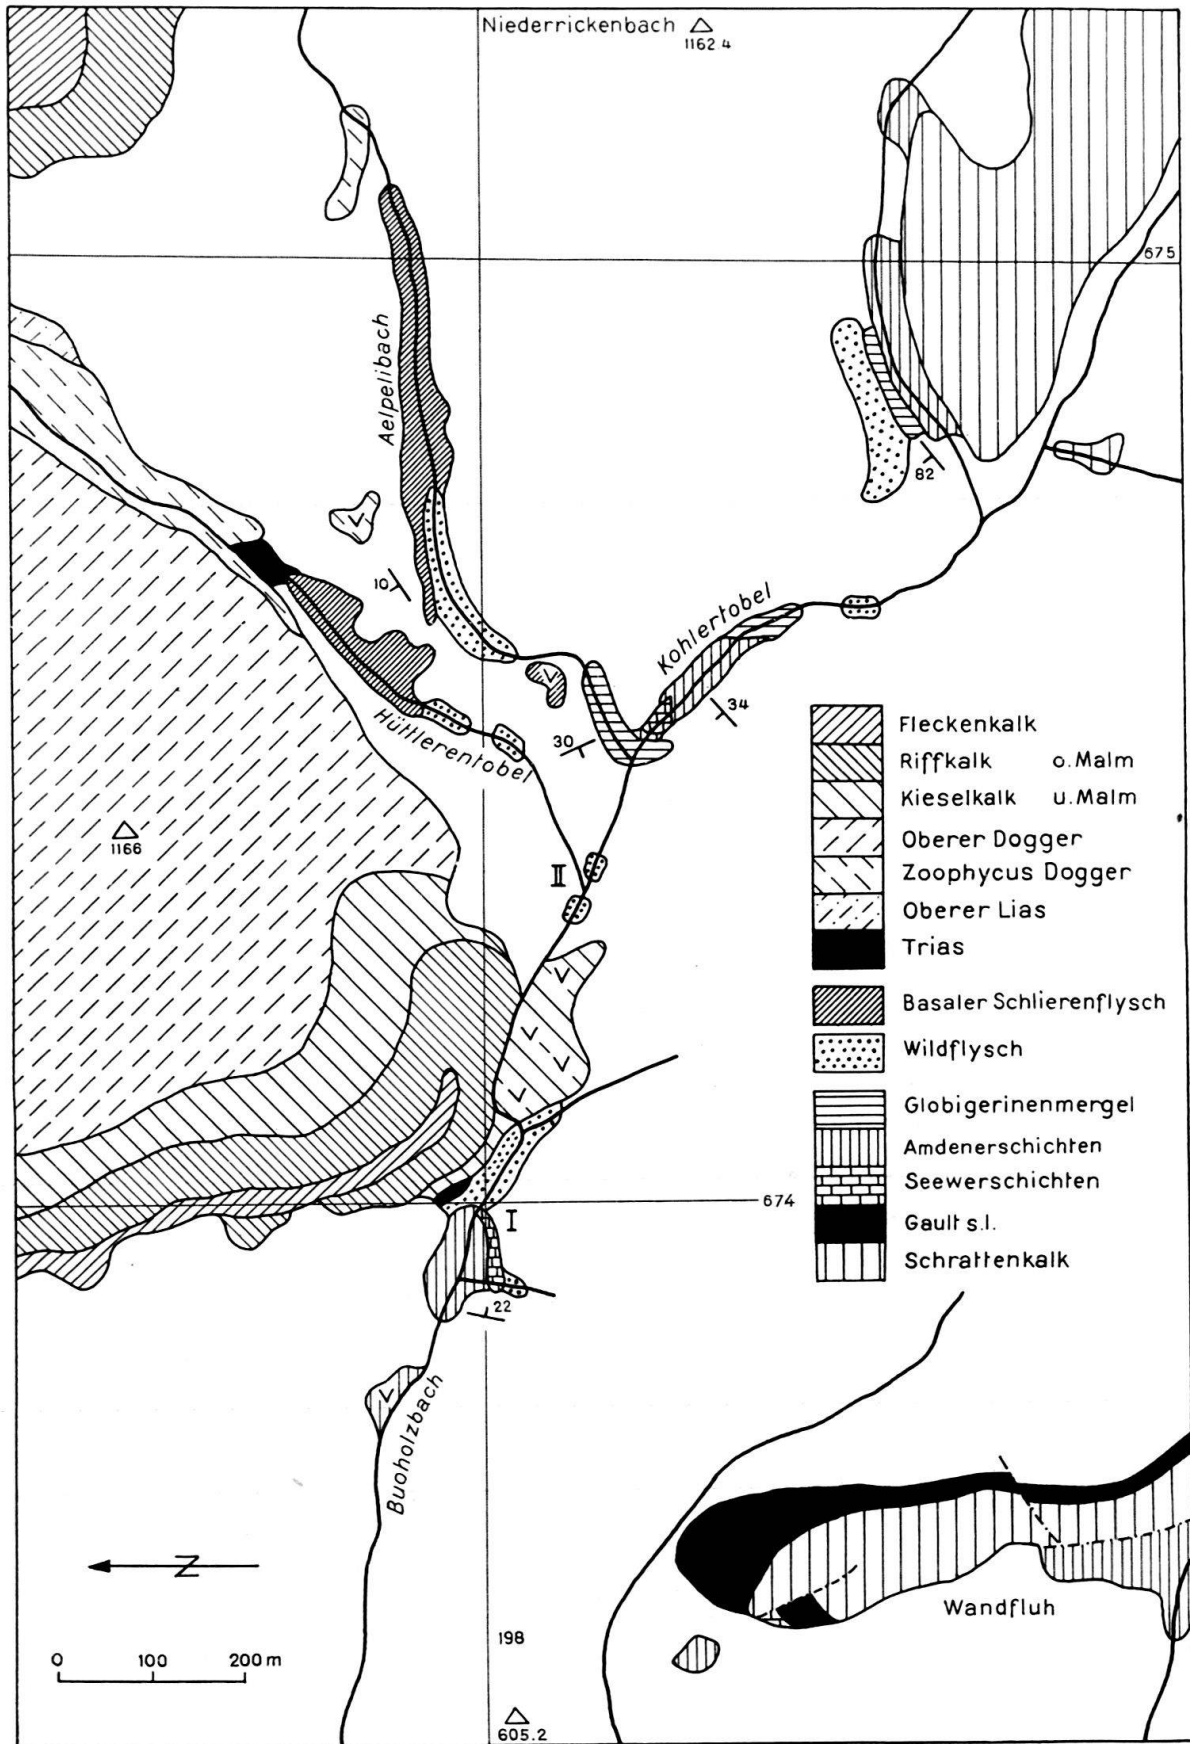 Niederrickenbach
1162.4
675
Aelpelibach
82
10
Kohlertobel
34
30
Hüttlerentobel
Fleckenkalk
Riffkalk o. Malm
Kieselkalk u. Malm
Oberer Dogger
Zoophycus Dogger
Oberer Lias
Trias
Basaler Schlierenflysch
Wildflysch
Globigerinenmergel
Amdenerschichten
Seewerschichten
Gault s.l.
Schrattenkalk
1166
II
674
I
22
Buoholzbach
N
Wandfluh
198
0 100 200 m
605.2